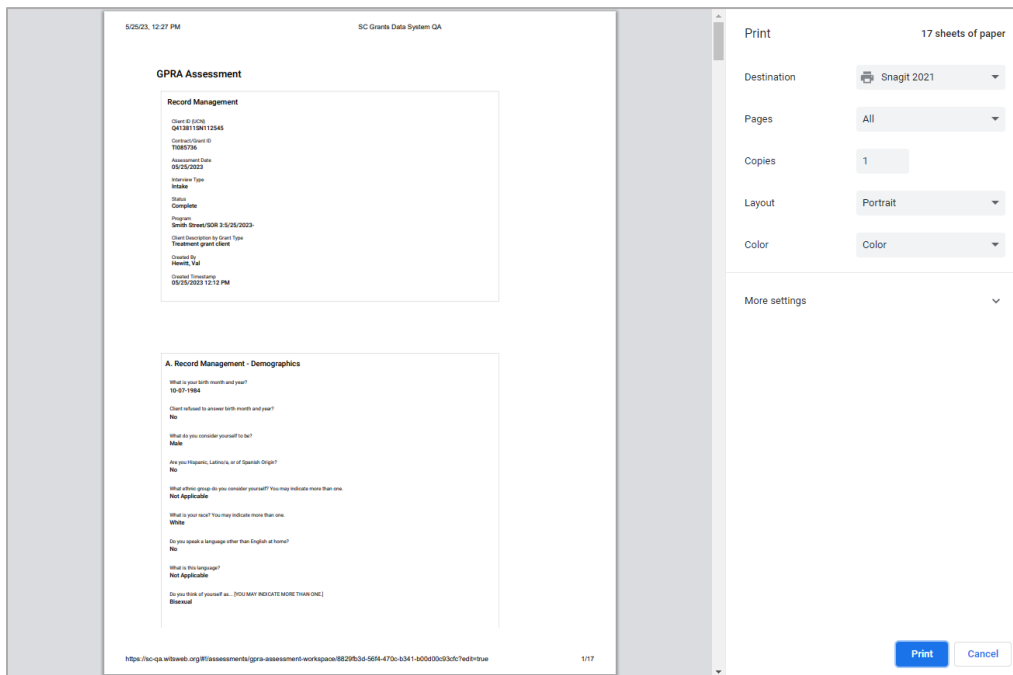 5/25/23, 12:27 PM SC Grants Data System QA
GPRA Assessment
Record Management
Client ID (UCN)
Q413811SN112545
Contract/Grant ID
TI085736
Assessment Date
05/25/2023
Interview Type
Intake
Status
Complete
Program
Smith Street/SOR 3:5/25/2023-
Client Description by Grant Type
Treatment grant client
Created By
Hewitt, Val
Created Timestamp
05/25/2023 12:12 PM
A. Record Management - Demographics
What is your birth month and year?
10-07-1984
Client refused to answer birth month and year?
No
What do you consider yourself to be?
Male
Are you Hispanic, Latino/a, or of Spanish Origin?
No
What ethnic group do you consider yourself? You may indicate more than one.
Not Applicable
What is your race? You may indicate more than one.
White
Do you speak a language other than English at home?
No
What is this language?
Not Applicable
Do you think of yourself as... [YOU MAY INDICATE MORE THAN ONE.]
Bisexual
https://sc-qa.witsweb.org/#!/assessments/gpra-assessment-workspace/8829fb3d-56f4-470c-b341-b00d00c93cfc?edit=true 1/17
Print 17 sheets of paper
Destination Snagit 2021
Pages All
Copies 1
Layout Portrait
Color Color
More settings
Print Cancel